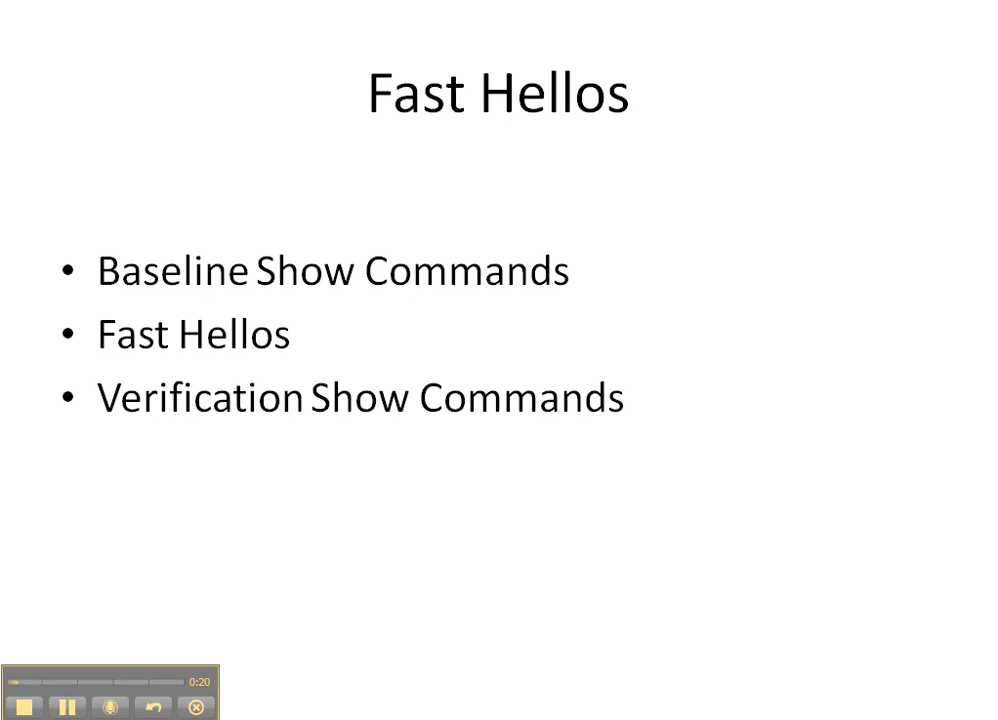 Fast Hellos
• Baseline Show Commands
• Fast Hellos
• Verification Show Commands
0:20